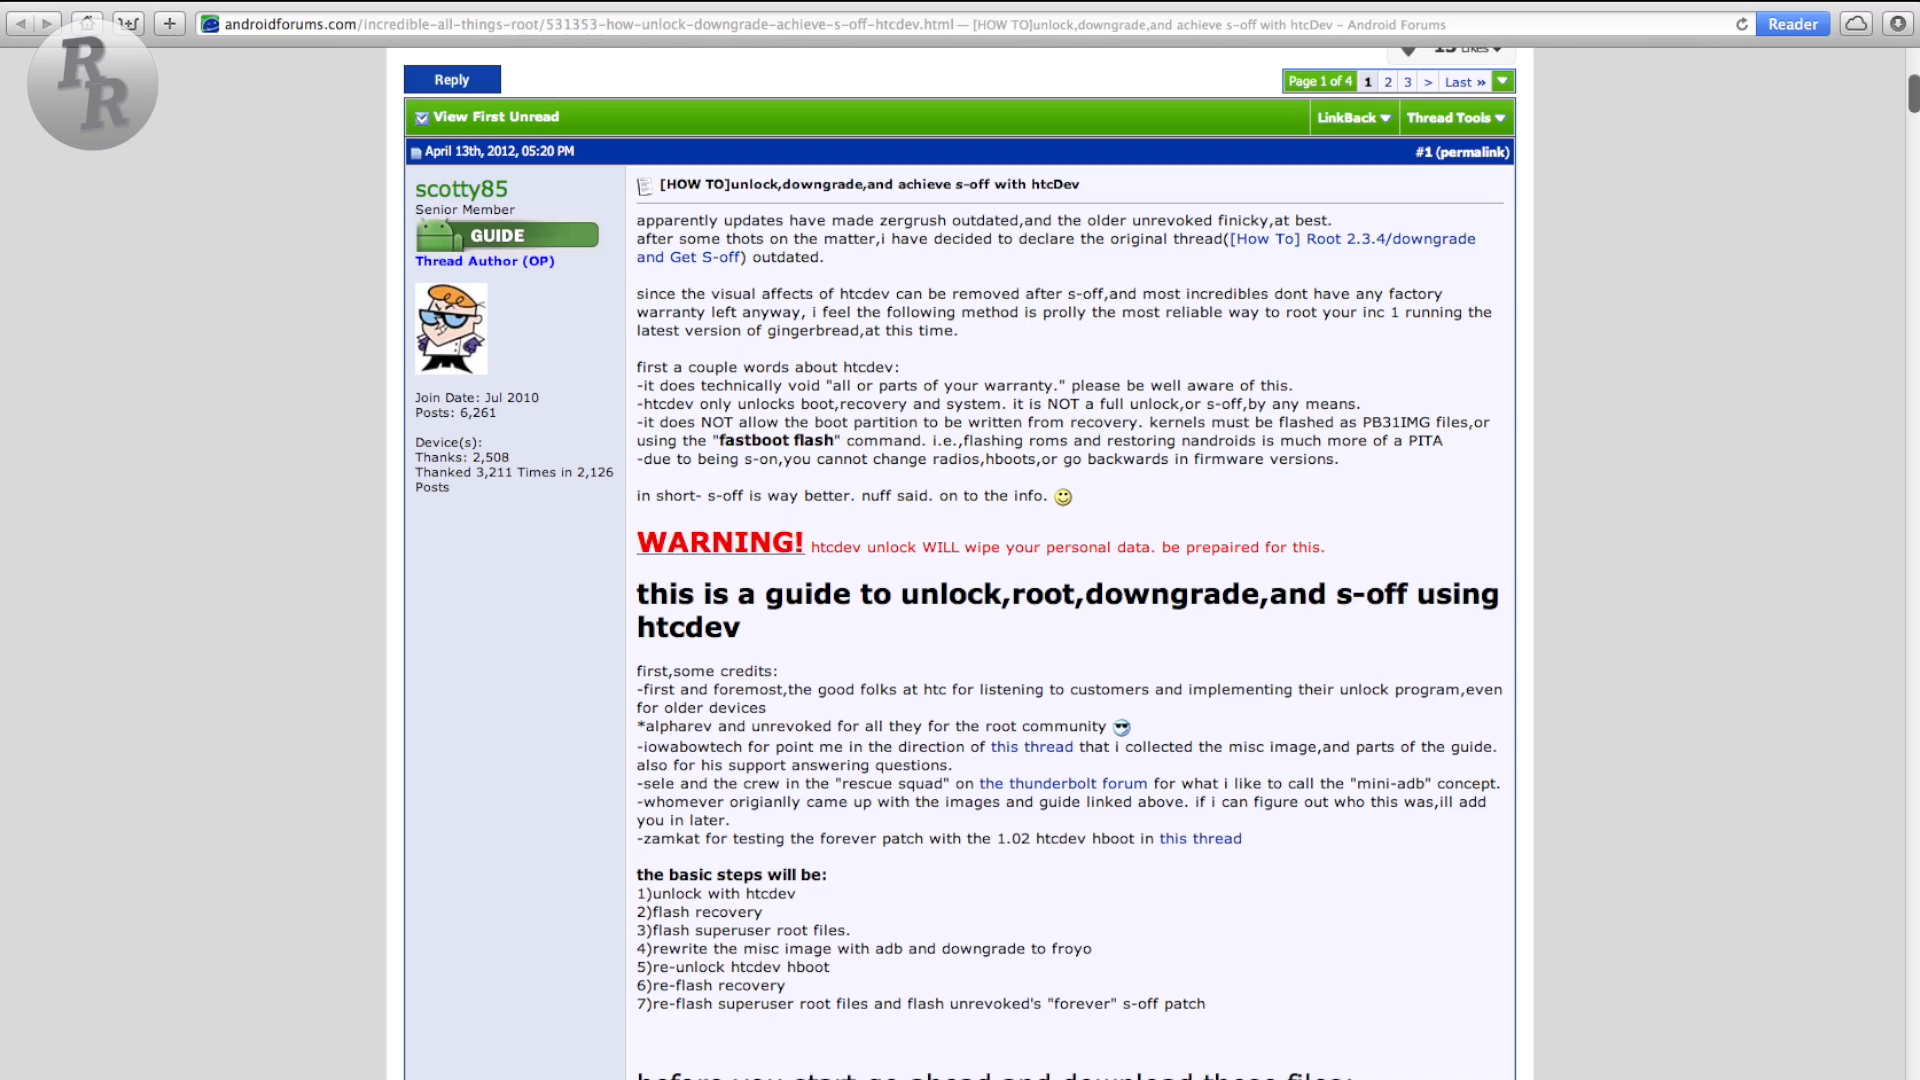 androidforums.com/incredible-all-things-root/531353-how-unlock-downgrade-achieve-s-off-htcdev.html — [HOW TO]unlock,downgrade,and achieve s-off with htcDev – Android Forums
Reader
RR
Reply
Page 1 of 4 1 2 3 > Last »
View First Unread
LinkBack
Thread Tools
April 13th, 2012, 05:20 PM
#1 (permalink)
scotty85
Senior Member
GUIDE
Thread Author (OP)
Join Date: Jul 2010
Posts: 6,261
Device(s):
Thanks: 2,508
Thanked 3,211 Times in 2,126
Posts
[HOW TO]unlock,downgrade,and achieve s-off with htcDev
apparently updates have made zergrush outdated,and the older unrevoked finicky,at best.
after some thots on the matter,i have decided to declare the original thread([How To] Root 2.3.4/downgrade
and Get S-off) outdated.
since the visual affects of htcdev can be removed after s-off,and most incredibles dont have any factory
warranty left anyway, i feel the following method is prolly the most reliable way to root your inc 1 running the
latest version of gingerbread,at this time.
first a couple words about htcdev:
-it does technically void "all or parts of your warranty." please be well aware of this.
-htcdev only unlocks boot,recovery and system. it is NOT a full unlock,or s-off,by any means.
-it does NOT allow the boot partition to be written from recovery. kernels must be flashed as PB31IMG files,or
using the "fastboot flash" command. i.e.,flashing roms and restoring nandroids is much more of a PITA
-due to being s-on,you cannot change radios,hboots,or go backwards in firmware versions.
in short- s-off is way better. nuff said. on to the info.
WARNING! htcdev unlock WILL wipe your personal data. be prepaired for this.
this is a guide to unlock,root,downgrade,and s-off using
htcdev
first,some credits:
-first and foremost,the good folks at htc for listening to customers and implementing their unlock program,even
for older devices
*alpharev and unrevoked for all they for the root community
-iowabowtech for point me in the direction of this thread that i collected the misc image,and parts of the guide.
also for his support answering questions.
-sele and the crew in the "rescue squad" on the thunderbolt forum for what i like to call the "mini-adb" concept.
-whomever origianlly came up with the images and guide linked above. if i can figure out who this was,ill add
you in later.
-zamkat for testing the forever patch with the 1.02 htcdev hboot in this thread
the basic steps will be:
1)unlock with htcdev
2)flash recovery
3)flash superuser root files.
4)rewrite the misc image with adb and downgrade to froyo
5)re-unlock htcdev hboot
6)re-flash recovery
7)re-flash superuser root files and flash unrevoked's "forever" s-off patch
before you start go ahead and download these files: